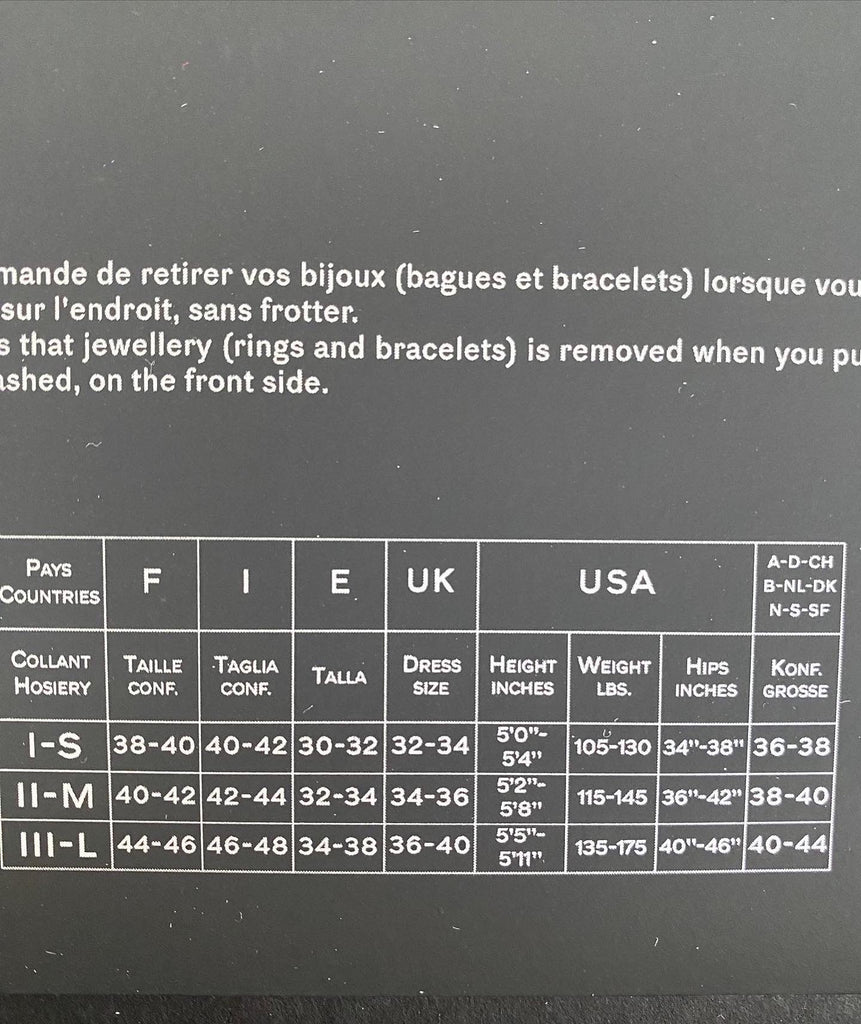 mande de retirer vos bijoux (bagues et bracelets) lorsque vou
sur l'endroit, sans frotter.
s that jewellery (rings and bracelets) is removed when you pu
ashed, on the front side.
PAYS COUNTRIES F I E UK USA A-D-CH B-NL-DK N-S-SF
COLLANT HOSIERY TAILLE CONF. TAGLIA CONF. TALLA DRESS SIZE HEIGHT INCHES WEIGHT LBS. HIPS INCHES KONF. GROSSE
I-S 38-40 40-42 30-32 32-34 5'0"-5'4" 105-130 34"-38" 36-38
II-M 40-42 42-44 32-34 34-36 5'2"-5'8" 115-145 36"-42" 38-40
III-L 44-46 46-48 34-38 36-40 5'5"-5'11" 135-175 40"-46" 40-44